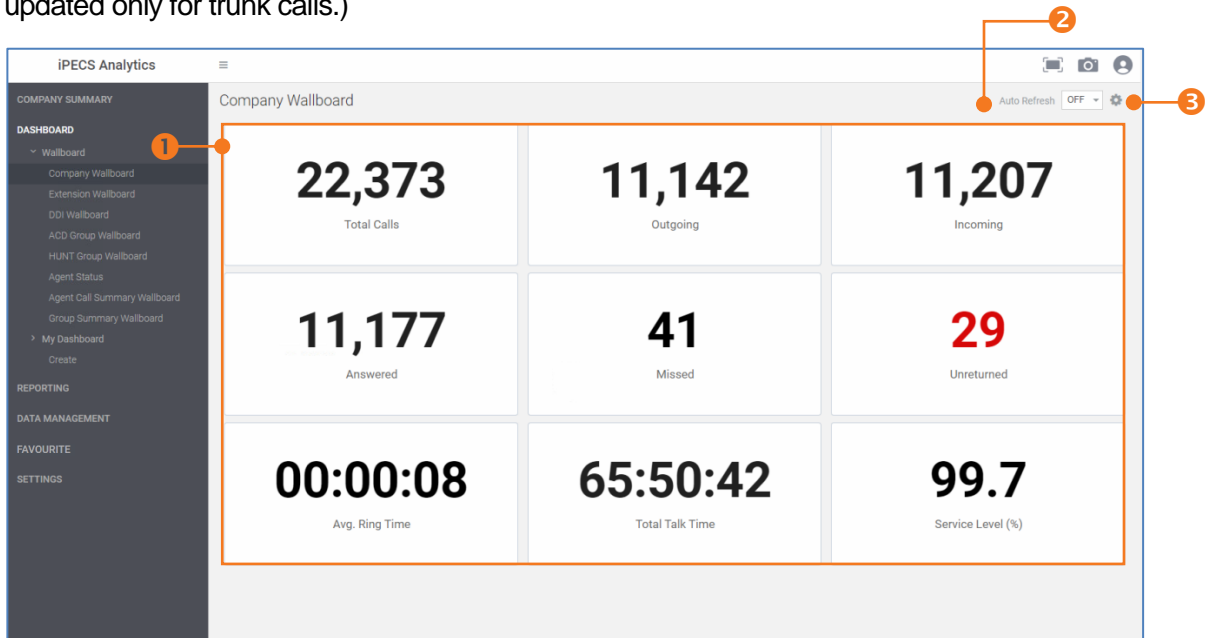 updated only for trunk calls.)
2
iPECS Analytics
COMPANY SUMMARY
Company Wallboard
Auto Refresh OFF
3
DASHBOARD
1
Wallboard
Company Wallboard
Extension Wallboard
DDI Wallboard
ACD Group Wallboard
HUNT Group Wallboard
Agent Status
Agent Call Summary Wallboard
Group Summary Wallboard
My Dashboard
Create
REPORTING
DATA MANAGEMENT
FAVOURITE
SETTINGS
22,373
Total Calls
11,142
Outgoing
11,207
Incoming
11,177
Answered
41
Missed
29
Unreturned
00:00:08
Avg. Ring Time
65:50:42
Total Talk Time
99.7
Service Level (%)